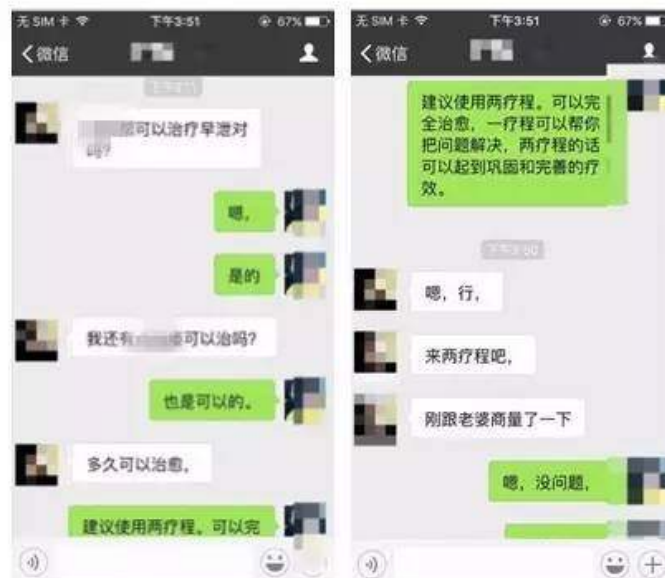 无 SIM 卡
下午3:51
67%
微信
可以治疗早泄对
吗?
嗯,
是的
我还有
可以治吗?
也是可以的。
多久可以治愈,
建议使用两疗程。可以完
无 SIM 卡
下午3:51
67%
微信
建议使用两疗程。可以完
全治愈,一疗程可以帮你
把问题解决,两疗程的话
可以起到巩固和完善的疗
效。
嗯,行,
来两疗程吧,
刚跟老婆商量了一下
嗯,没问题,